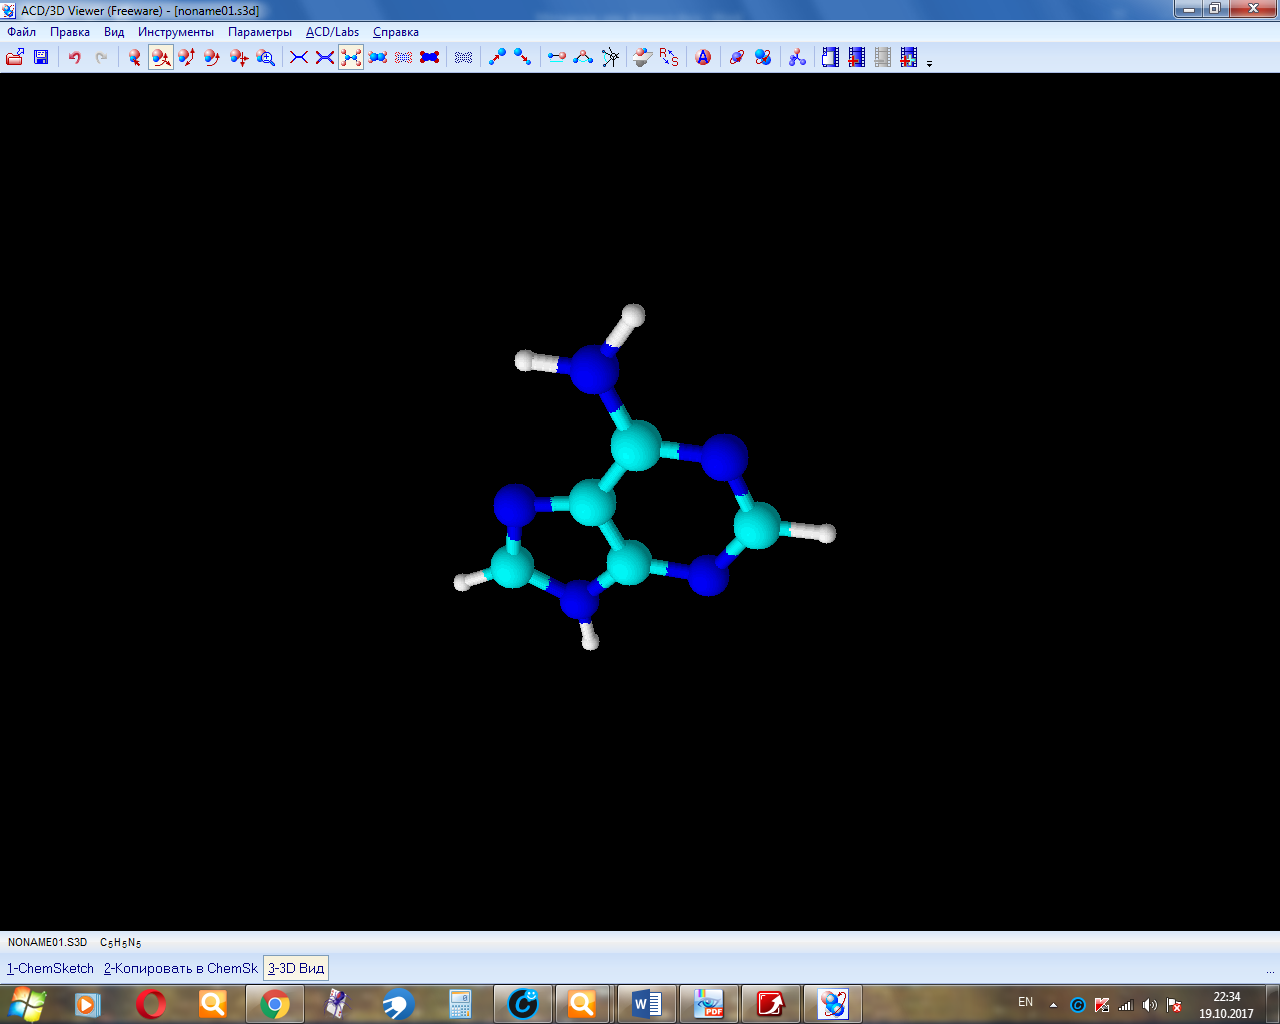 ACD/3D Viewer (Freeware) - [noname01.s3d]
Файл Правка Вид Инструменты Параметры ACD/Labs Справка
R S A
NONAME01.S3D C5H5N5
1-ChemSketch 2-Копировать в ChemSk 3-3D Вид ...
W PDF EN 22:34
19.10.2017